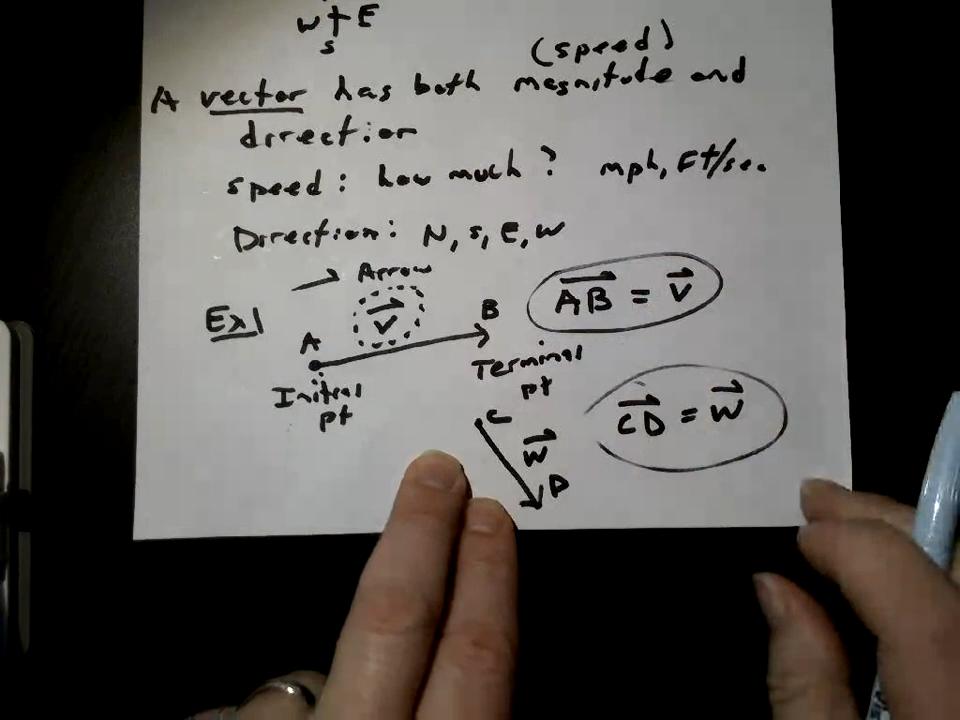 W E
S
(speed)
A vector has both magnitude and
direction
speed: how much? mph, Ft/sec.
Direction: N, S, E, W
→ Arrow
Ex1
A
v
B
AB = v
Initial
pt
Terminal
pt
C
w
D
CD = w